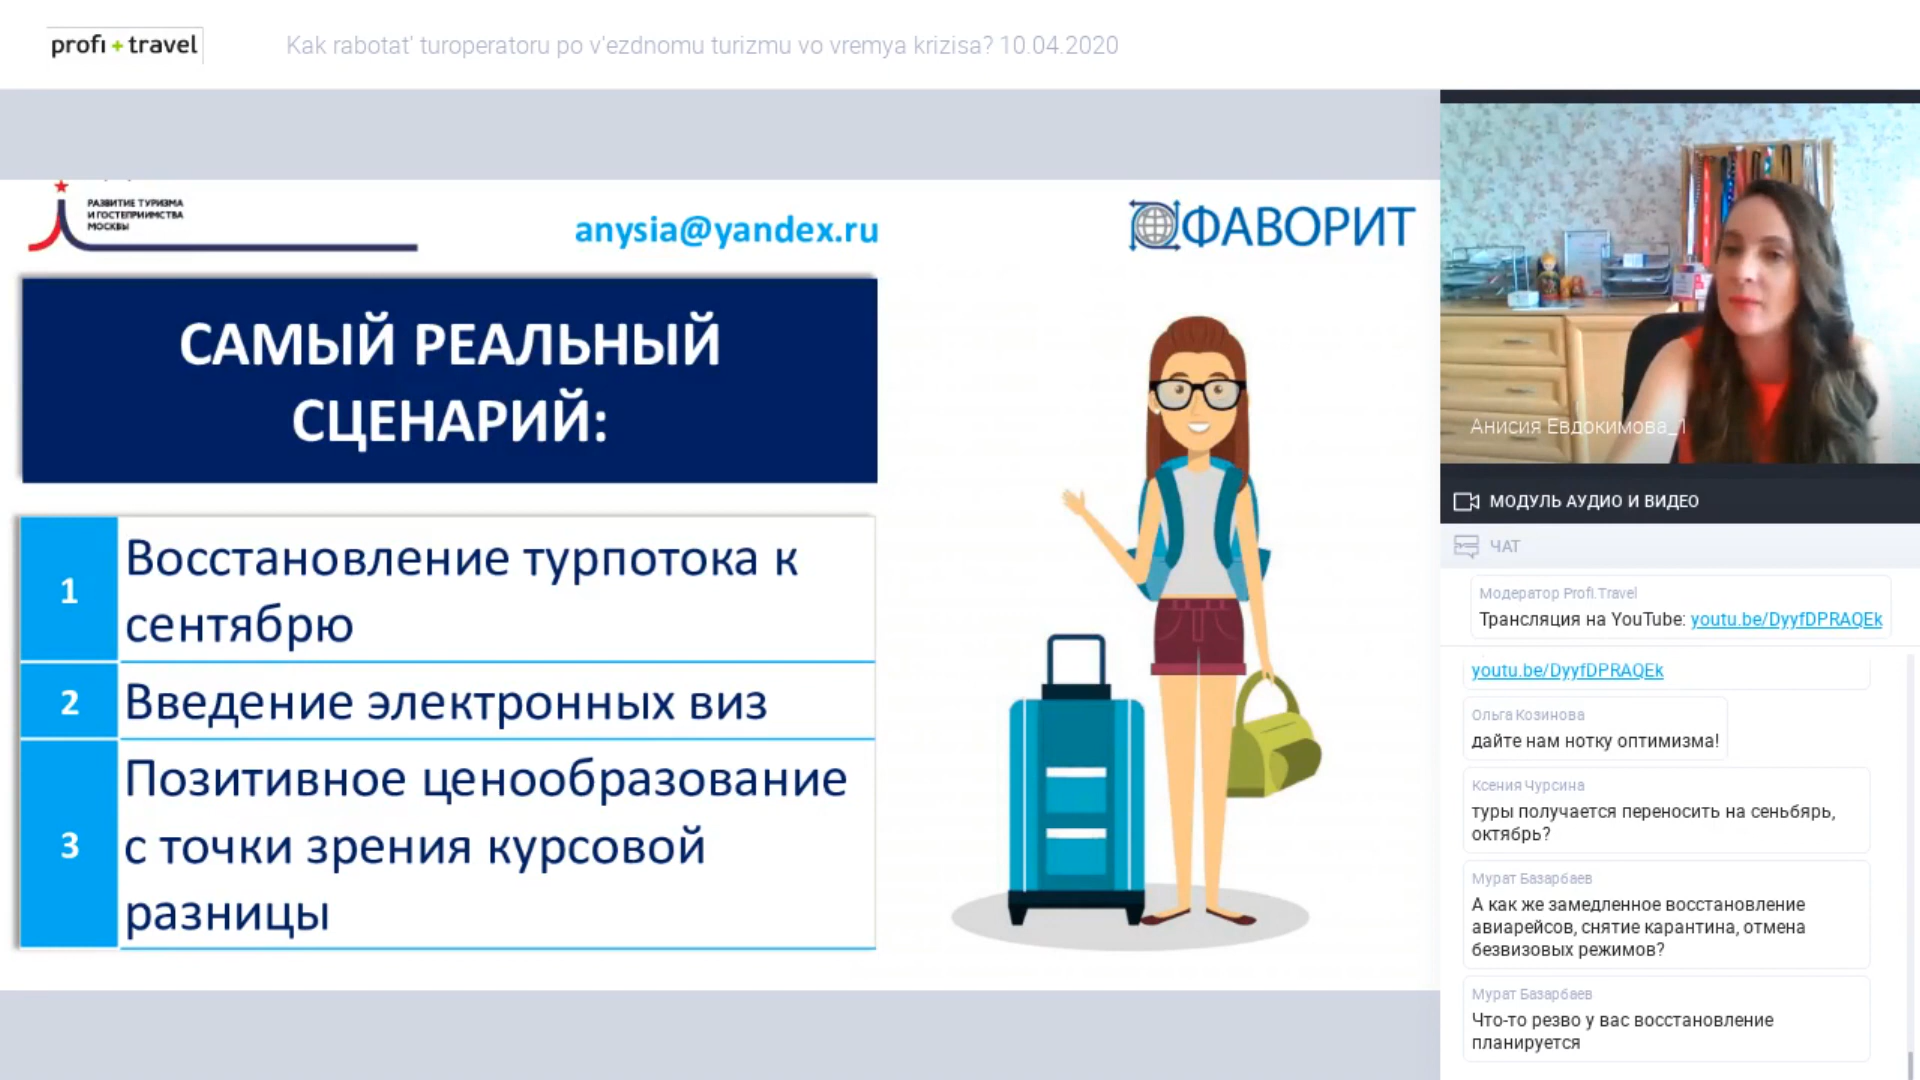 profi + travel
Kak rabotat' turoperatoru po v'ezdnomu turizmu vo vremya krizisa? 10.04.2020
РАЗВИТИЕ ТУРИЗМА
И ГОСТЕПРИИМСТВА
МОСКВЫ
anysia@yandex.ru
ФАВОРИТ
САМЫЙ РЕАЛЬНЫЙ
СЦЕНАРИЙ:
1
Восстановление турпотока к
сентябрю
2
Введение электронных виз
3
Позитивное ценообразование
с точки зрения курсовой
разницы
Анисия Евдокимова_1
МОДУЛЬ АУДИО И ВИДЕО
ЧАТ
Модератор Profi.Travel
Трансляция на YouTube: youtu.be/DyyfDPRAQEk
youtu.be/DyyfDPRAQEk
Ольга Козинова
дайте нам нотку оптимизма!
Ксения Чурсина
туры получается переносить на сеньбярь,
октябрь?
Мурат Базарбаев
А как же замедленное восстановление
авиарейсов, снятие карантина, отмена
безвизовых режимов?
Мурат Базарбаев
Что-то резво у вас восстановление
планируется